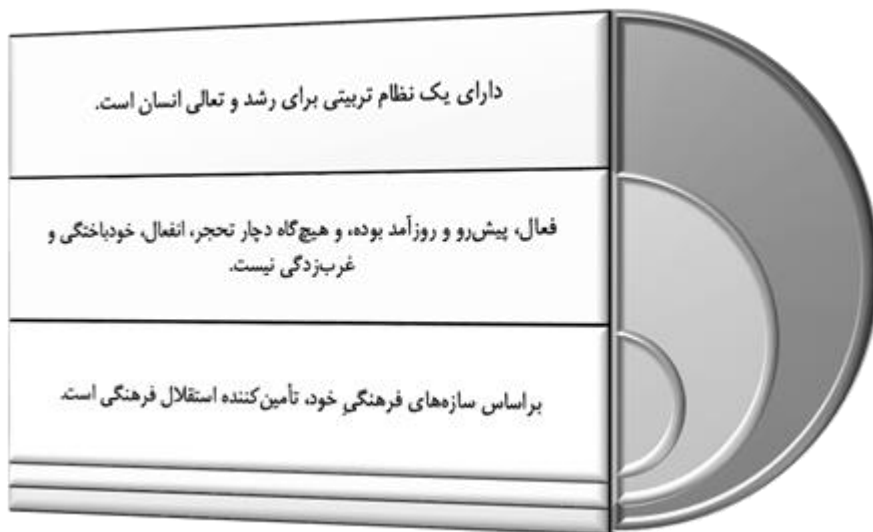 دارای یک نظام تربیتی برای رشد و تعالی انسان است.
فعال، پیش‌رو و روزآمد بوده، و هیچ‌گاه دچار تحجر، انفعال، خودباختگی و
غرب‌زدگی نیست.
براساس سازه‌های فرهنگیِ خود، تأمین‌کننده استقلال فرهنگی است.